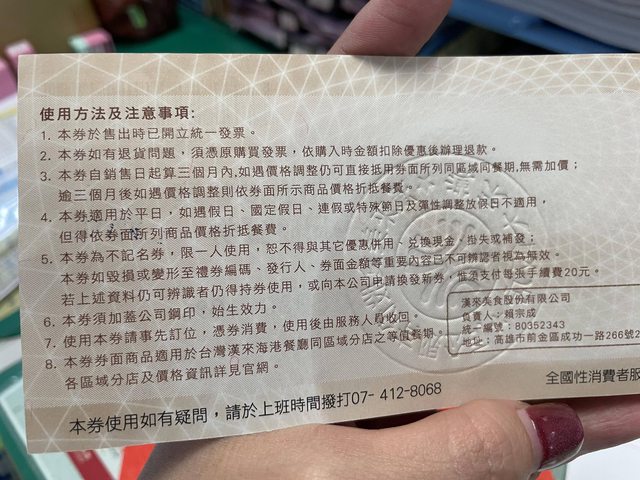 使用方法及注意事項:
1. 本券於售出時已開立統一發票。
2. 本券如有退貨問題，須憑原購買發票，依購入時金額扣除優惠後辦理退款。
3. 本券自銷售日起算三個月內,如遇價格調整仍可直接抵用券面所列同區域同餐期,無需加價；
逾三個月後如遇價格調整則依券面所示商品價格折抵餐費。
4. 本券適用於平日，如遇假日、國定假日、連假或特殊節日及彈性調整放假日不適用，
但得依券面所列商品價格折抵餐費。
5. 本券為不記名券，限一人使用，恕不得與其它優惠併用、兌換現金、掛失或補發；
本券如毀損或變形至禮券編碼、發行人、券面金額等重要內容已不可辨認者視為無效。
若上述資料仍可辨識者仍得持券使用，或向本公司申請換發新券，惟須支付每張手續費20元。
6. 本券須加蓋公司鋼印，始生效力。
7. 使用本券請事先訂位，憑券消費，使用後由服務人員收回。
8. 本券券面商品適用於台灣漢來海港餐廳同區域分店之等值餐期。
各區域分店及價格資訊詳見官網。
漢來美食股份有限公司
負責人：賴宗成
統一編號：80352343
地址：高雄市前金區成功一路266號2
全國性消費者服
本券使用如有疑問，請於上班時間撥打07- 412-8068